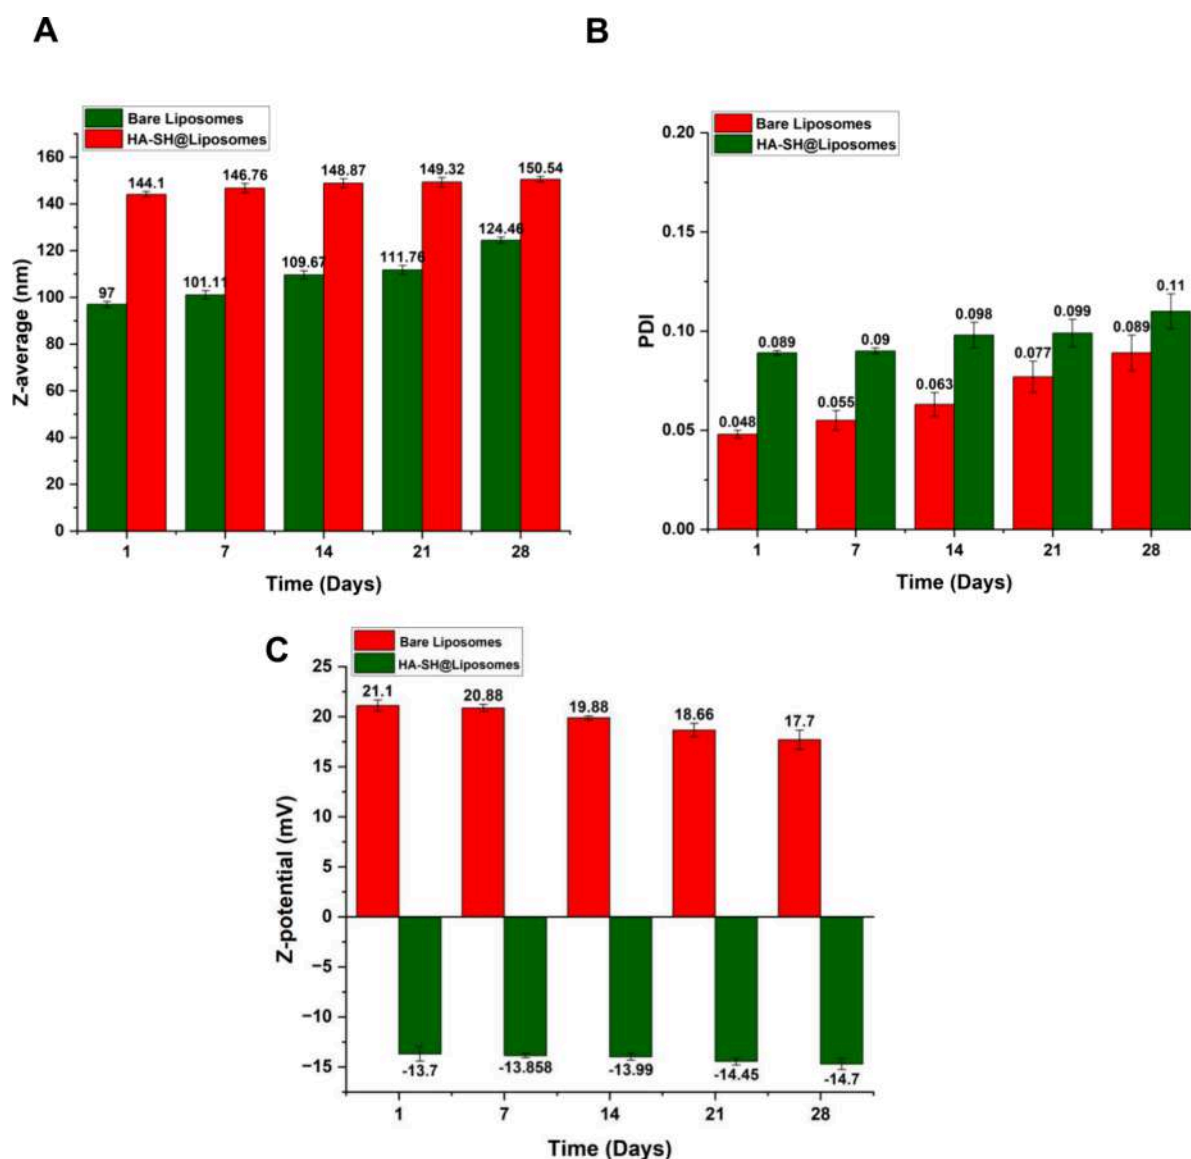 A
Bare Liposomes
HA-SH@Liposomes
Z-average (nm)
160
140
120
100
80
60
40
20
0
144.1
146.76
148.87
149.32
150.54
97
101.11
109.67
111.76
124.46
1 7 14 21 28
Time (Days)
B
Bare Liposomes
HA-SH@Liposomes
PDI
0.20
0.15
0.10
0.05
0.00
0.048
0.089
0.055
0.09
0.063
0.098
0.077
0.099
0.089
0.11
1 7 14 21 28
Time (Days)
C
Bare Liposomes
HA-SH@Liposomes
Z-potential (mV)
25
20
15
10
5
0
−5
−10
−15
21.1
20.88
19.88
18.66
17.7
-13.7
-13.858
-13.99
-14.45
-14.7
1 7 14 21 28
Time (Days)